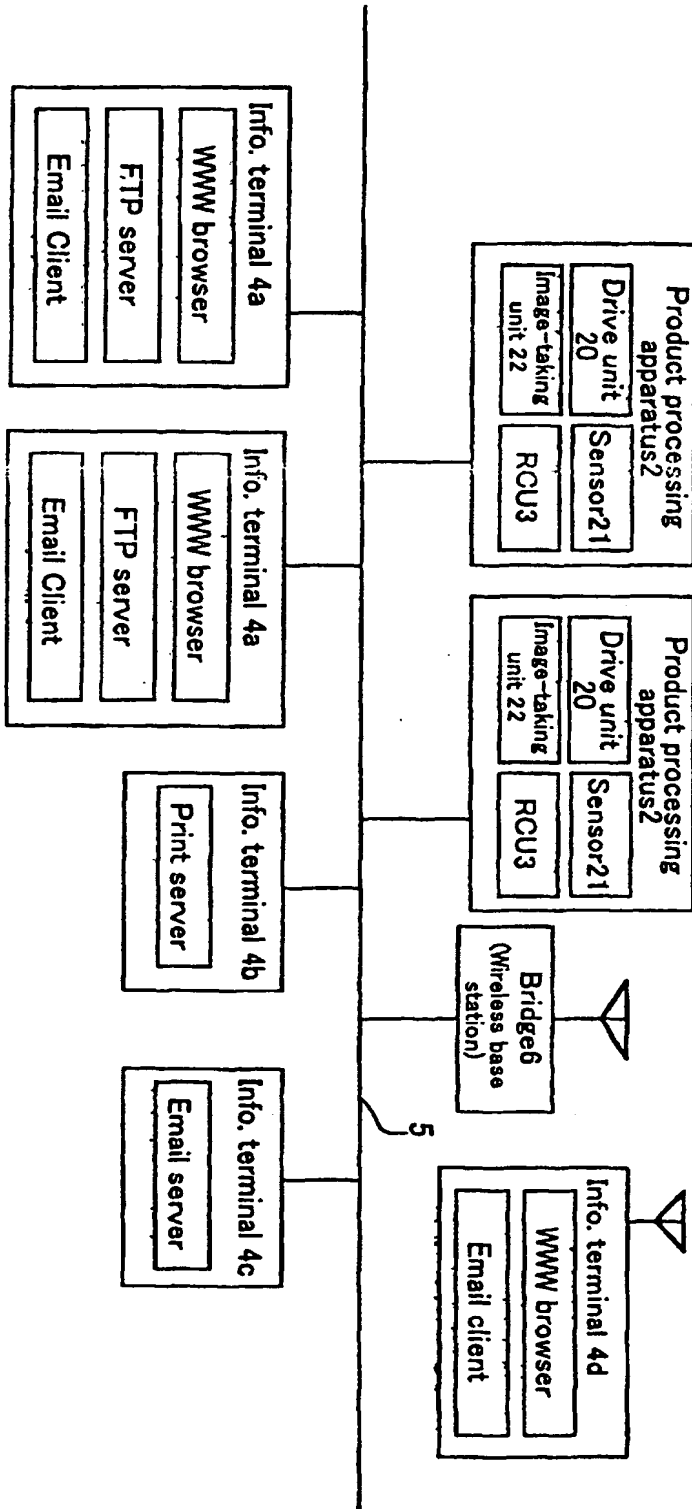 Product processing
apparatus2
Drive unit
20
Sensor21
Image-taking
unit 22
RCU3
Product processing
apparatus2
Drive unit
20
Sensor21
Image-taking
unit 22
RCU3
Bridge6
(Wireless base
station)
Info. terminal 4d
WWW browser
Email client
5
Info. terminal 4a
WWW browser
FTP server
Email Client
Info. terminal 4a
WWW browser
FTP server
Email Client
Info. terminal 4b
Print server
Info. terminal 4c
Email server